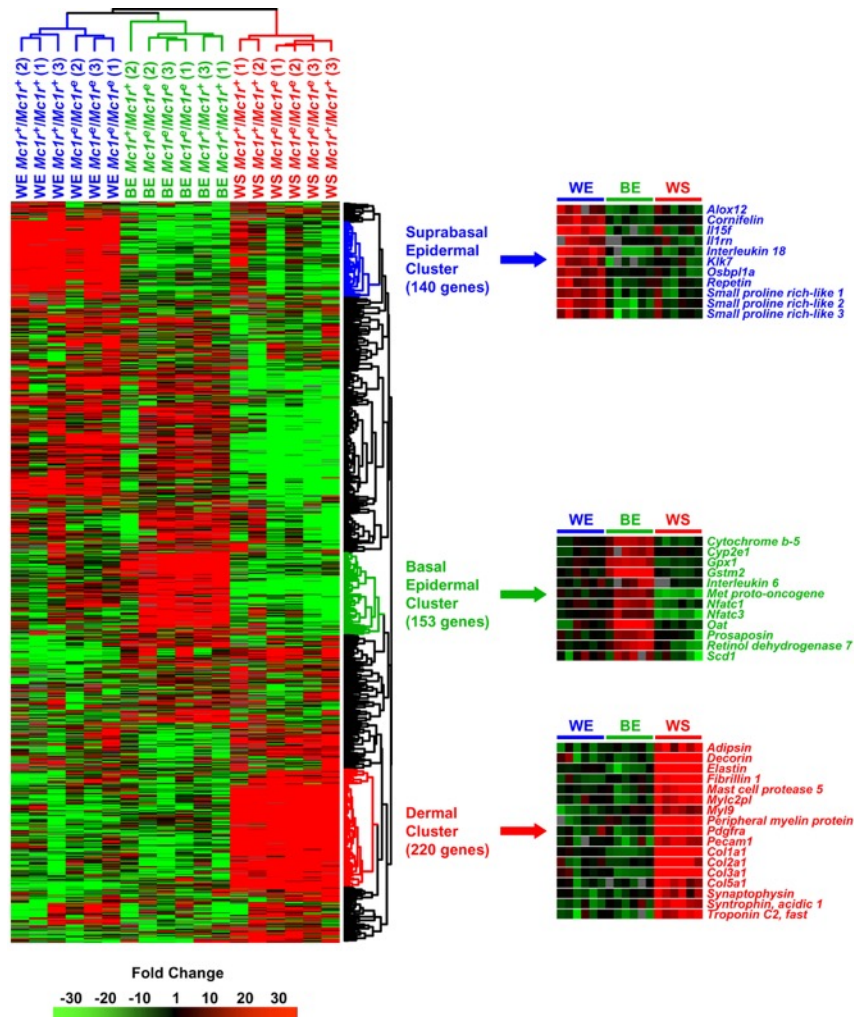 WE Mc1r⁺/Mc1r⁺ (2)
WE Mc1r⁺/Mc1r⁺ (1)
WE Mc1r⁺/Mc1r⁺ (3)
WE Mc1rᵉ/Mc1rᵉ (2)
WE Mc1rᵉ/Mc1rᵉ (3)
WE Mc1rᵉ/Mc1rᵉ (1)
BE Mc1r⁺/Mc1r⁺ (2)
BE Mc1rᵉ/Mc1rᵉ (2)
BE Mc1rᵉ/Mc1rᵉ (3)
BE Mc1rᵉ/Mc1rᵉ (1)
BE Mc1r⁺/Mc1r⁺ (3)
BE Mc1r⁺/Mc1r⁺ (1)
WS Mc1r⁺/Mc1r⁺ (1)
WS Mc1r⁺/Mc1r⁺ (2)
WS Mc1rᵉ/Mc1rᵉ (1)
WS Mc1rᵉ/Mc1rᵉ (2)
WS Mc1rᵉ/Mc1rᵉ (3)
WS Mc1r⁺/Mc1r⁺ (3)
Suprabasal
Epidermal
Cluster
(140 genes)
WE BE WS
Alox12
Cornifelin
Il15f
Il1rn
Interleukin 18
Klk7
Osbpl1a
Repetin
Small proline rich-like 1
Small proline rich-like 2
Small proline rich-like 3
Basal
Epidermal
Cluster
(153 genes)
WE BE WS
Cytochrome b-5
Cyp2e1
Gpx1
Gstm2
Interleukin 6
Met proto-oncogene
Nfatc1
Nfatc3
Oat
Prosaposin
Retinol dehydrogenase 7
Scd1
Dermal
Cluster
(220 genes)
WE BE WS
Adipsin
Decorin
Elastin
Fibrillin 1
Mast cell protease 5
Mylc2pl
Myl9
Peripheral myelin protein
Pdgfra
Pecam1
Col1a1
Col2a1
Col3a1
Col5a1
Synaptophysin
Syntrophin, acidic 1
Troponin C2, fast
Fold Change
-30 -20 -10 1 10 20 30